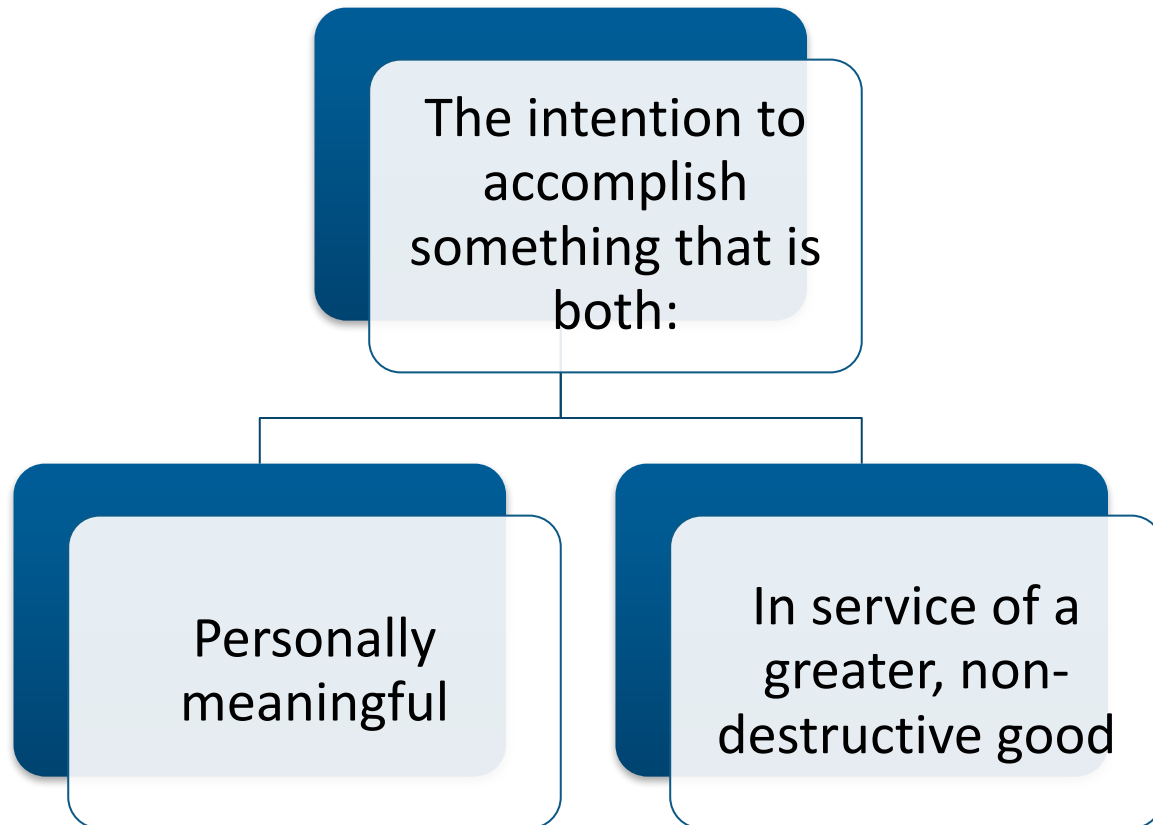 The intention to
accomplish
something that is
both:
Personally
meaningful
In service of a
greater, non-
destructive good